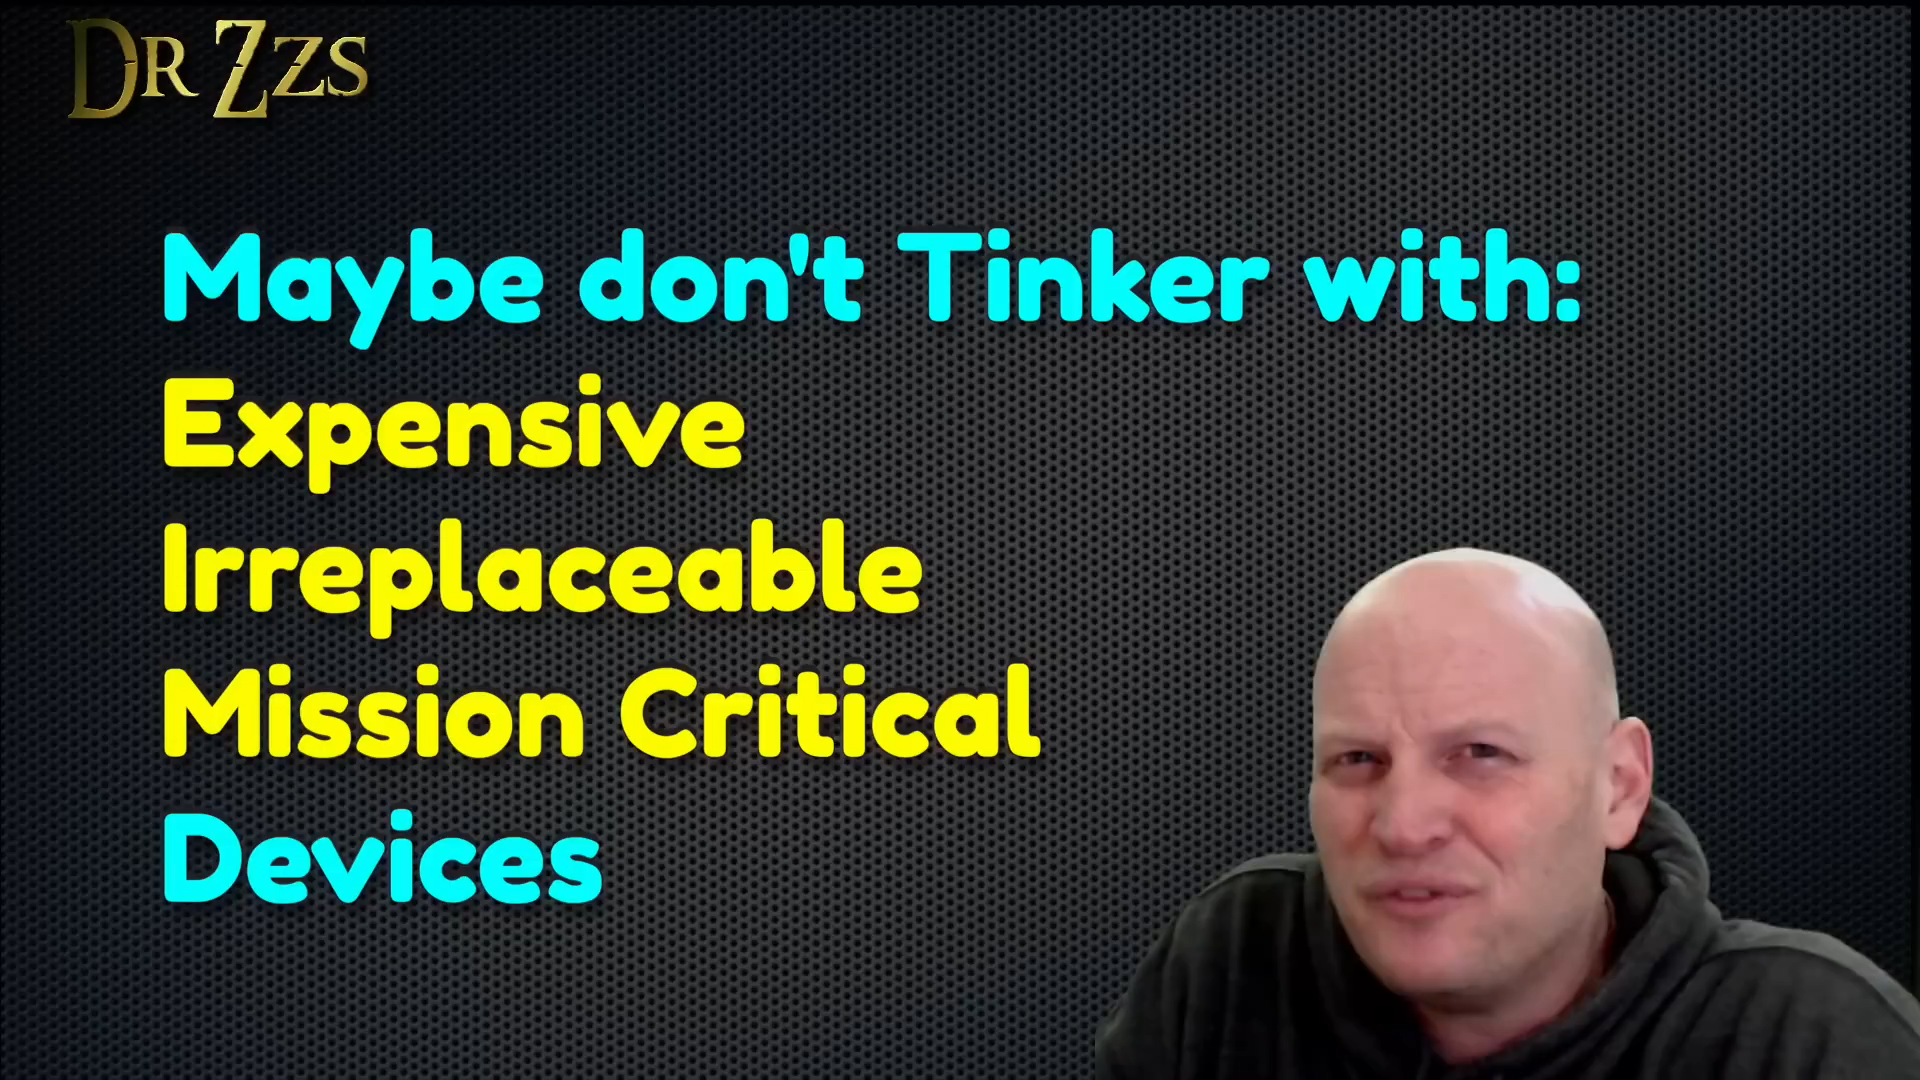 Dr Zzs
Maybe don't Tinker with:
Expensive
Irreplaceable
Mission Critical
Devices